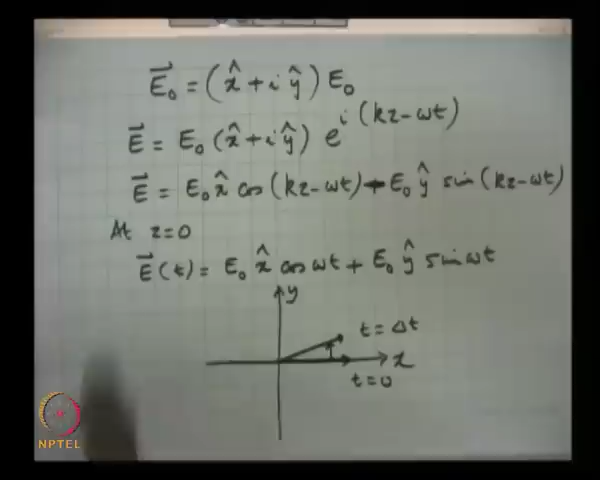 E⃗₀ = (x̂ + i ŷ) E₀
E⃗ = E₀ (x̂ + i ŷ) e^{i (kz - ωt)}
E⃗ = E₀ x̂ cos (kz - ωt) - E₀ ŷ sin (kz - ωt)
At z = 0
E⃗ (t) = E₀ x̂ cos ωt + E₀ ŷ sin ωt
y
t = Δt
x
t = 0
NPTEL